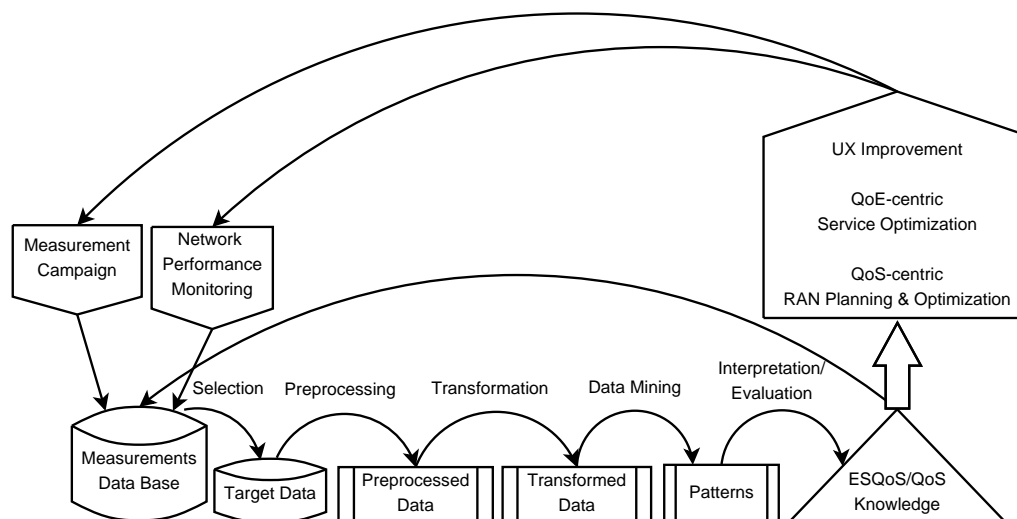 UX Improvement
QoE-centric
Service Optimization
QoS-centric
RAN Planning & Optimization
Measurement
Campaign
Network
Performance
Monitoring
Selection
Preprocessing
Transformation
Data Mining
Interpretation/
Evaluation
Measurements
Data Base
Target Data
Preprocessed
Data
Transformed
Data
Patterns
ESQoS/QoS
Knowledge